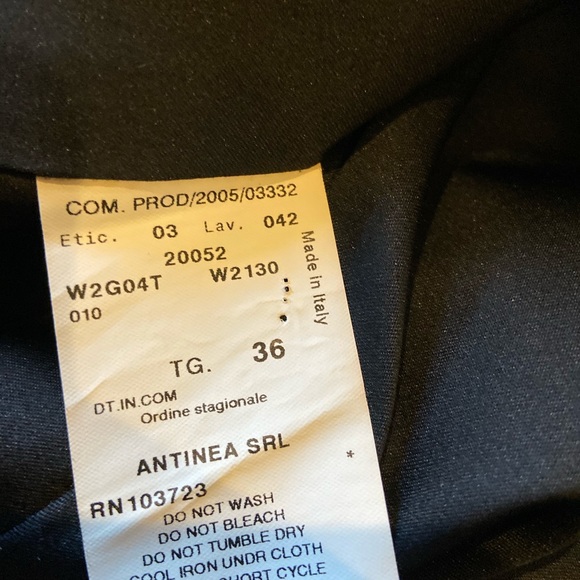 COM. PROD/2005/03332
Etic. 03 Lav. 042
20052
W2G04T W2130
010
Made in Italy
TG. 36
DT.IN.COM
Ordine stagionale
ANTINEA SRL *
RN103723
DO NOT WASH
DO NOT BLEACH
DO NOT TUMBLE DRY
COOL IRON UNDR CLOTH
SHORT CYCLE